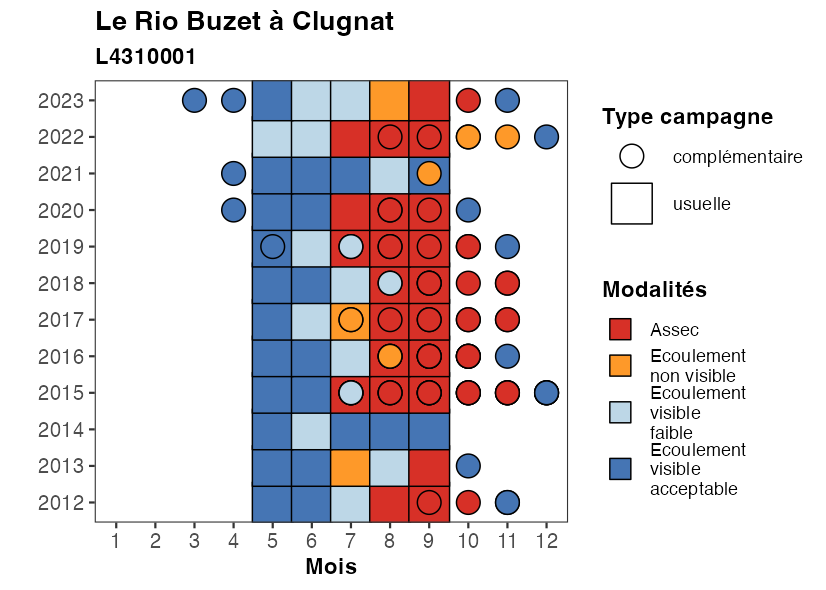 Le Rio Buzet à Clugnat
L4310001
2023
2022
2021
2020
2019
2018
2017
2016
2015
2014
2013
2012
1 2 3 4 5 6 7 8 9 10 11 12
Mois
Type campagne
complémentaire
usuelle
Modalités
Assec
Ecoulement
non visible
Ecoulement
visible
faible
Ecoulement
visible
acceptable